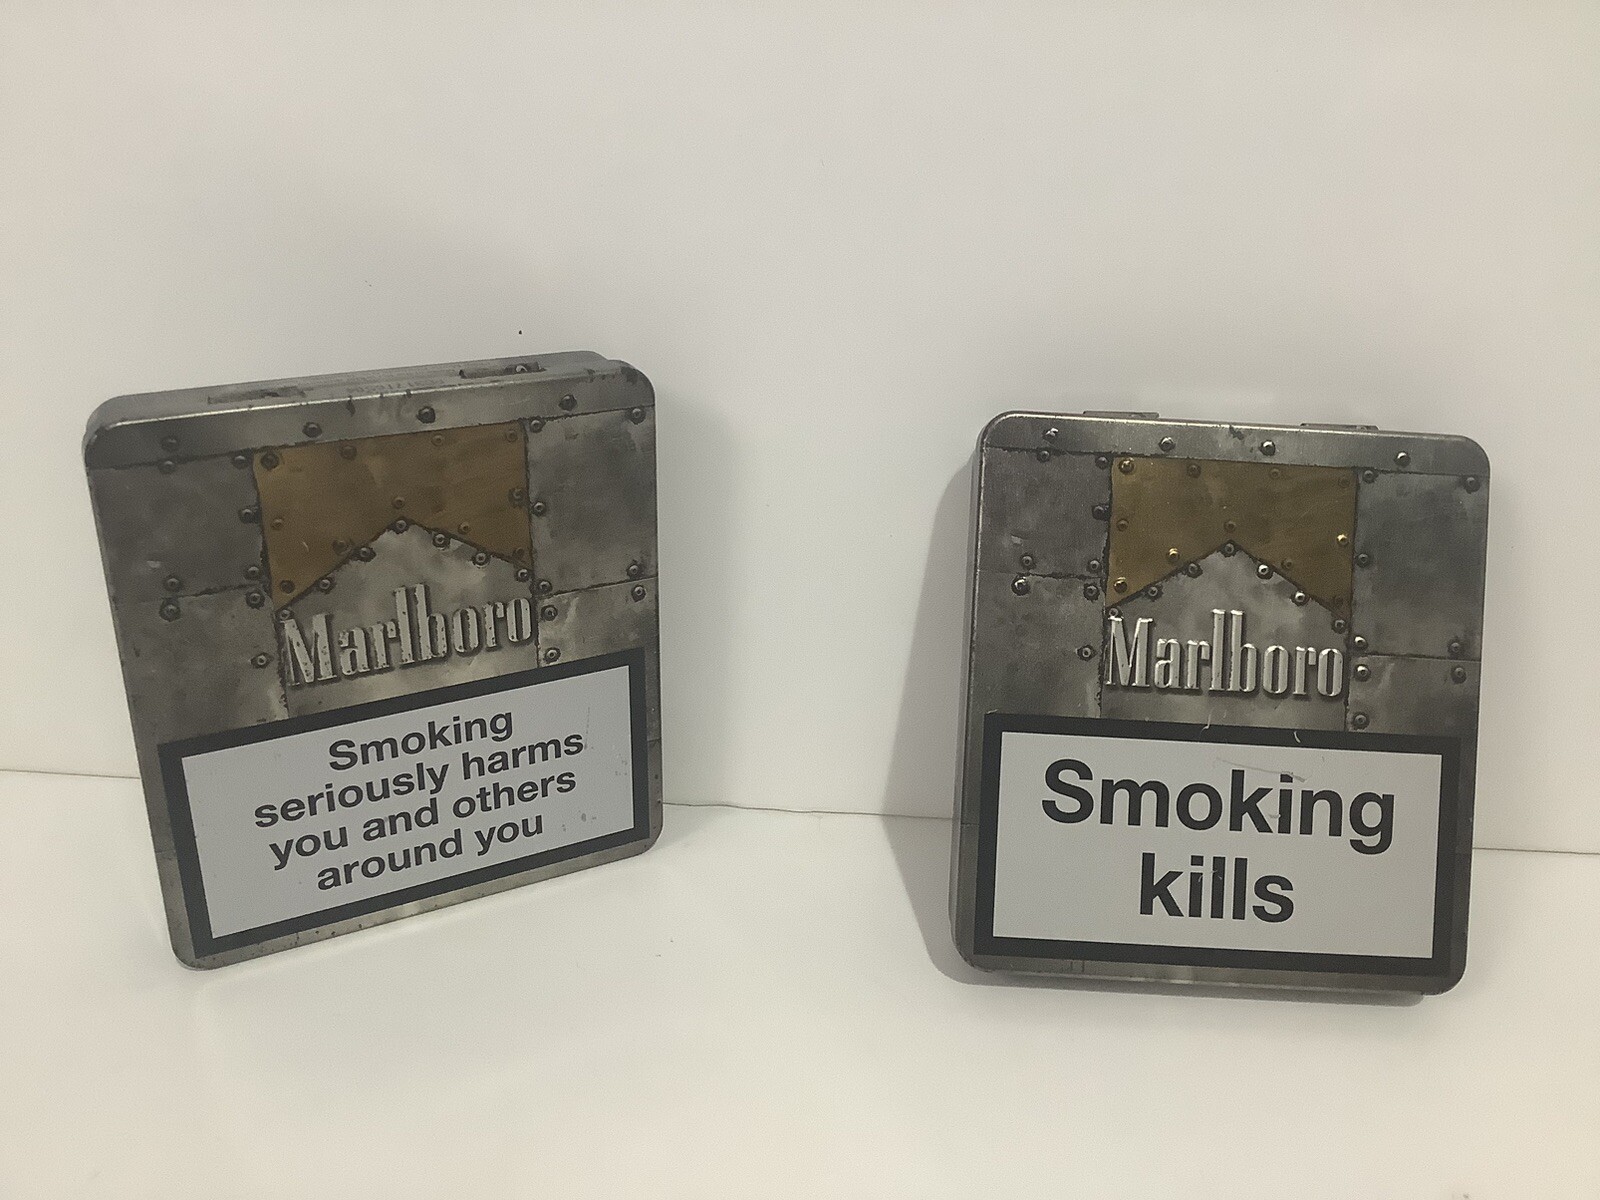 Marlboro
Smoking
seriously harms
you and others
around you
Marlboro
Smoking
kills